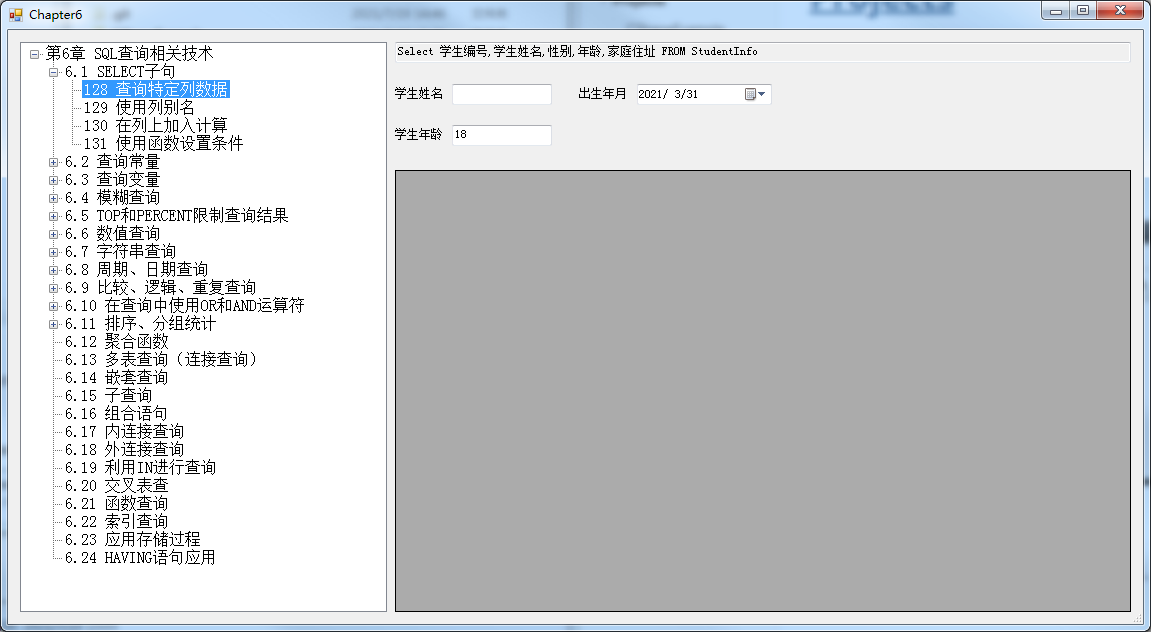 Chapter6
第6章 SQL查询相关技术
6.1 SELECT子句
128 查询特定列数据
129 使用列别名
130 在列上加入计算
131 使用函数设置条件
6.2 查询常量
6.3 查询变量
6.4 模糊查询
6.5 TOP和PERCENT限制查询结果
6.6 数值查询
6.7 字符串查询
6.8 周期、日期查询
6.9 比较、逻辑、重复查询
6.10 在查询中使用OR和AND运算符
6.11 排序、分组统计
6.12 聚合函数
6.13 多表查询（连接查询）
6.14 嵌套查询
6.15 子查询
6.16 组合语句
6.17 内连接查询
6.18 外连接查询
6.19 利用IN进行查询
6.20 交叉表查
6.21 函数查询
6.22 索引查询
6.23 应用存储过程
6.24 HAVING语句应用
Select 学生编号,学生姓名,性别,年龄,家庭住址 FROM StudentInfo
学生姓名 出生年月 2021/ 3/31
学生年龄 18